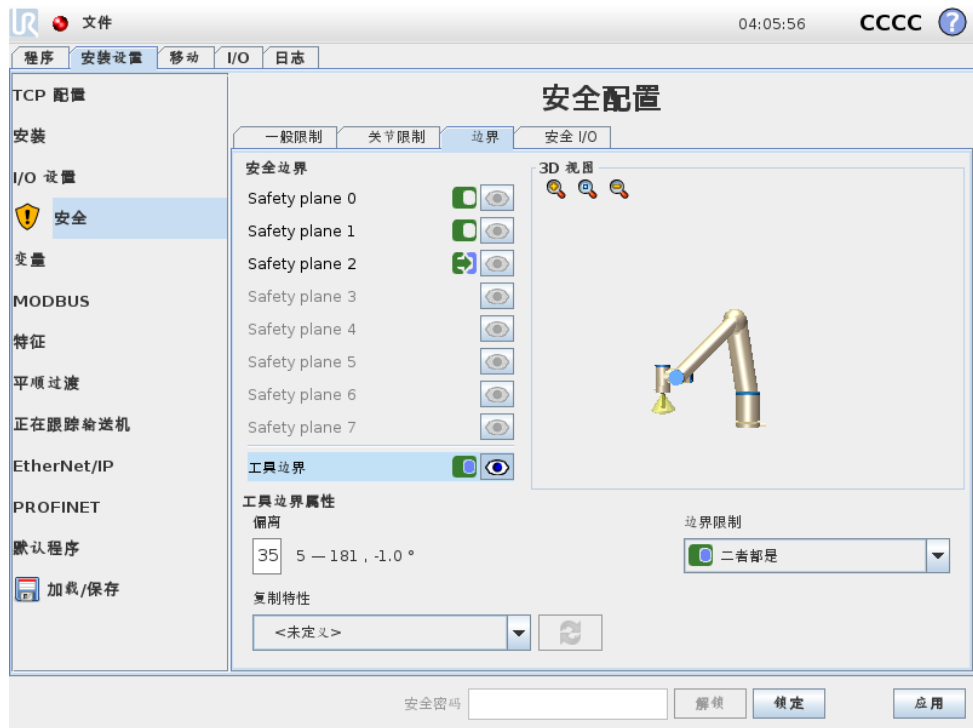 UR 文件 04:05:56 CCCC ?
程序 安装设置 移动 I/O 日志
TCP 配置
安装
I/O 设置
安全
变量
MODBUS
特征
平顺过渡
正在跟踪输送机
EtherNet/IP
PROFINET
默认程序
加载/保存
安全配置
一般限制 关节限制 边界 安全 I/O
安全边界
Safety plane 0
Safety plane 1
Safety plane 2
Safety plane 3
Safety plane 4
Safety plane 5
Safety plane 6
Safety plane 7
工具边界
3D 视图
工具边界属性
偏离
35 5 — 181 , -1.0 °
复制特性
<未定义>
边界限制
二者都是
安全密码 解锁 锁定 应用